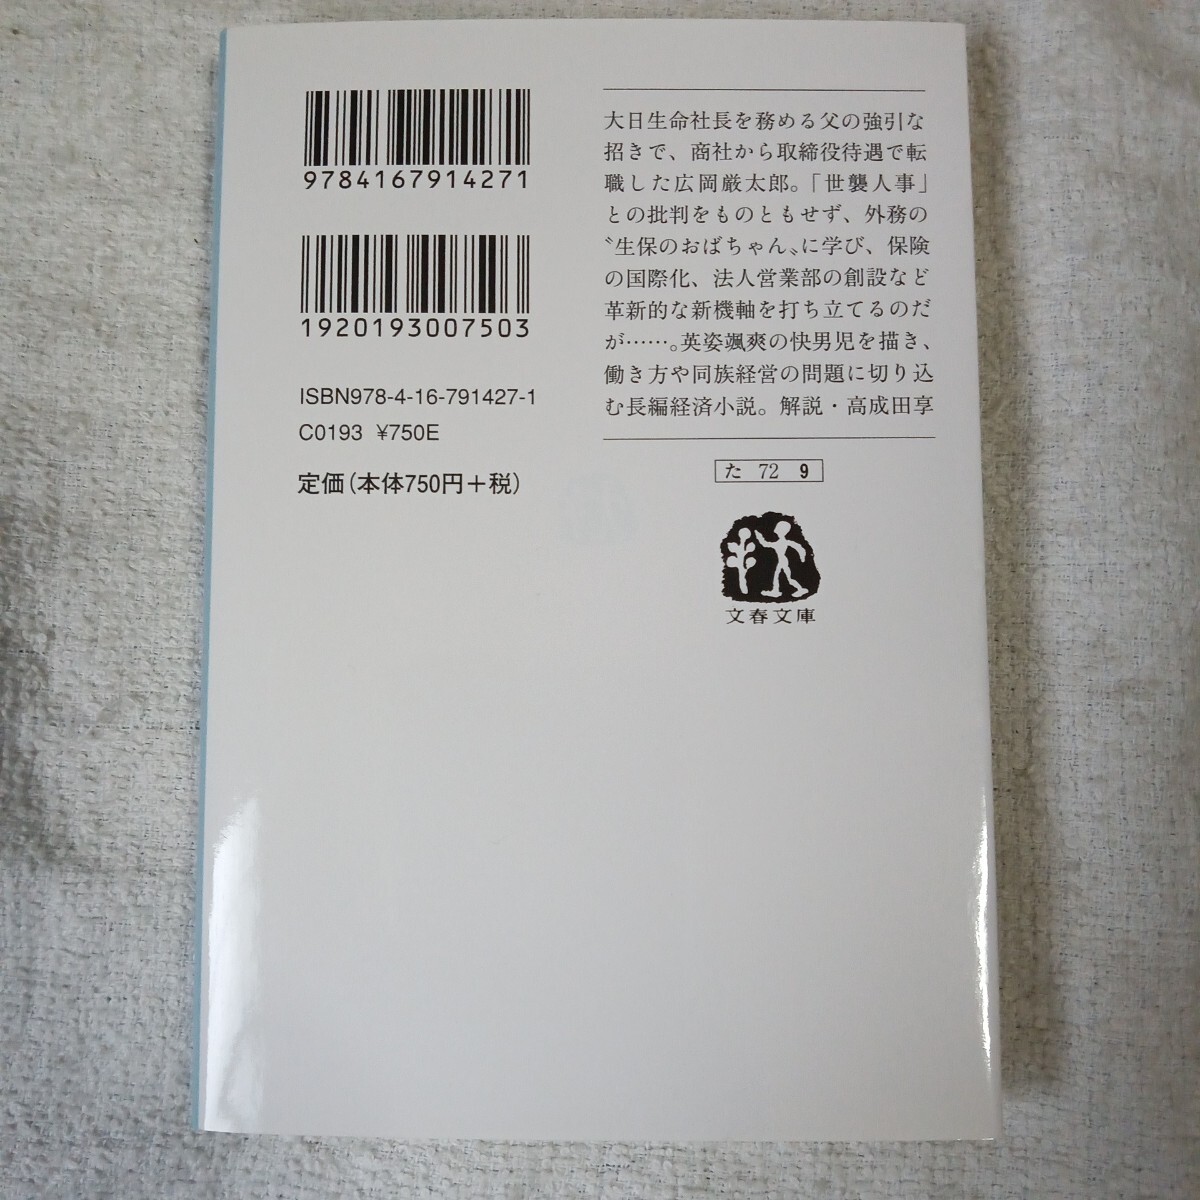 9784167914271
1920193007503
ISBN978-4-16-791427-1
C0193 ¥750E
定価(本体750円+税)
大日生命社長を務める父の強引な
招きで、商社から取締役待遇で転
職した広岡厳太郎。「世襲人事」
との批判をものともせず、外務の
〝生保のおばちゃん〟に学び、保険
の国際化、法人営業部の創設など
革新的な新機軸を打ち立てるのだ
が……。英姿颯爽の快男児を描き、
働き方や同族経営の問題に切り込
む長編経済小説。解説・高成田享
た 72 9
文春文庫